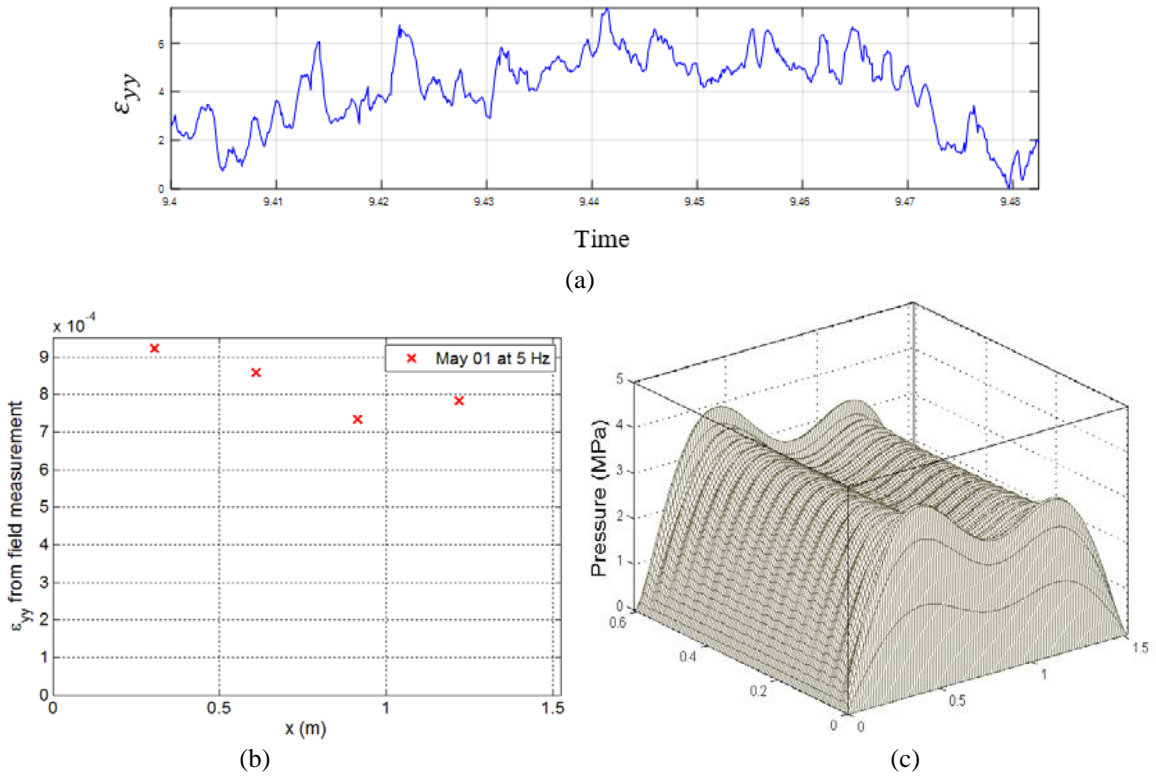 6
4
2
0
ε_yy
9.4 9.41 9.42 9.43 9.44 9.45 9.46 9.47 9.48
Time
(a)
x 10^-4
9
8
7
6
5
4
3
2
1
0
ε_yy from field measurement
May 01 at 5 Hz
0 0.5 1 1.5
x (m)
(b)
5
4
3
2
1
0
Pressure (MPa)
0.6
0.4
0.2
0
0
0.5
1
1.5
(c)